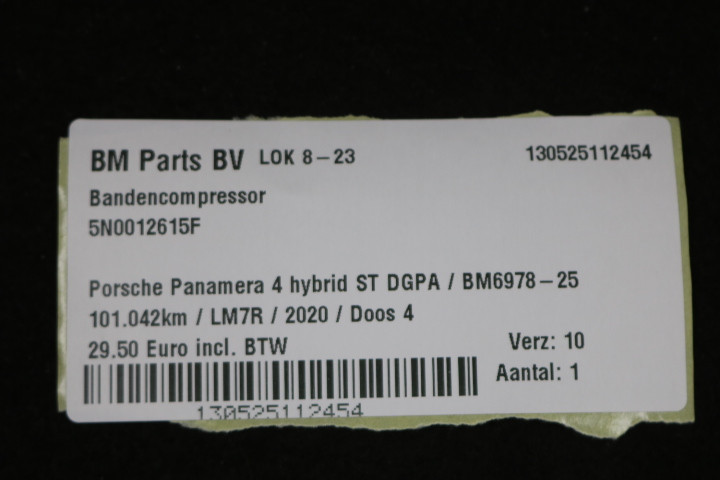 BM Parts BV LOK 8-23 130525112454
Bandencompressor
5N0012615F
Porsche Panamera 4 hybrid ST DGPA / BM6978-25
101.042km / LM7R / 2020 / Doos 4
29.50 Euro incl. BTW Verz: 10
Aantal: 1
130525112454